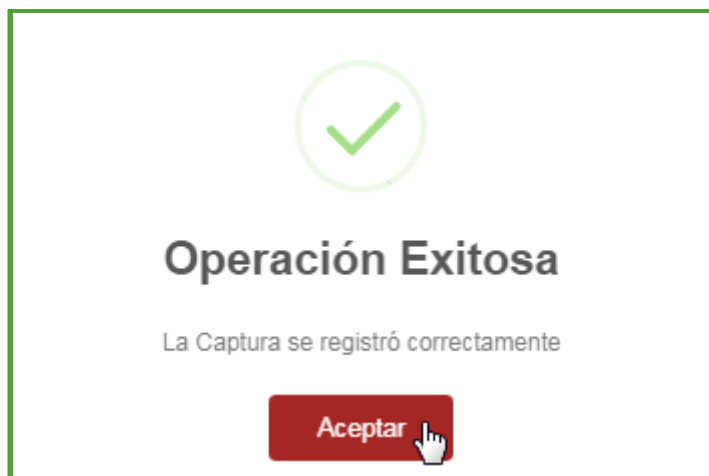 Operación Exitosa
La Captura se registró correctamente
Aceptar